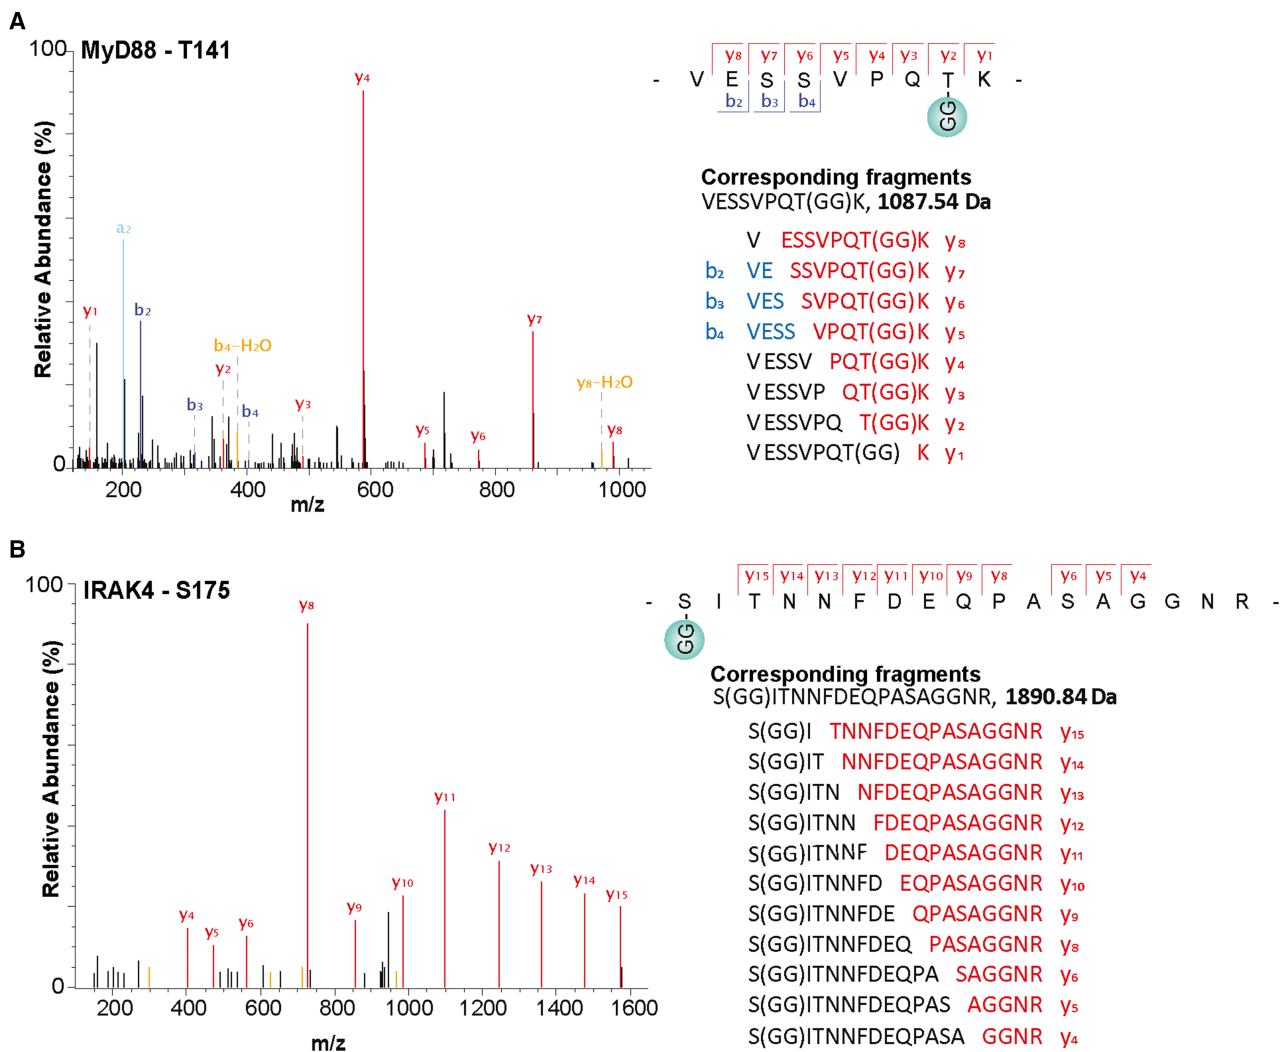 A
MyD88 - T141
100
0
Relative Abundance (%)
y₁
a₂
b₂
b₃
y₂
b₄-H₂O
b₄
y₃
y₄
y₅
y₆
y₇
y₈-H₂O
y₈
200 400 600 800 1000
m/z
y₈ y₇ y₆ y₅ y₄ y₃ y₂ y₁
- V E S S V P Q T K -
b₂ b₃ b₄
GG
Corresponding fragments
VESSVPQT(GG)K, 1087.54 Da
V ESSVPQT(GG)K y₈
b₂ VE SSVPQT(GG)K y₇
b₃ VES SVPQT(GG)K y₆
b₄ VESS VPQT(GG)K y₅
VESSV PQT(GG)K y₄
VESSVP QT(GG)K y₃
VESSVPQ T(GG)K y₂
VESSVPQT(GG) K y₁
B
IRAK4 - S175
100
0
Relative Abundance (%)
y₄
y₅
y₆
y₈
y₉
y₁₀
y₁₁
y₁₂
y₁₃
y₁₄
y₁₅
200 400 600 800 1000 1200 1400 1600
m/z
y₁₅ y₁₄ y₁₃ y₁₂ y₁₁ y₁₀ y₉ y₈ y₆ y₅ y₄
- S I T N N F D E Q P A S A G G N R -
GG
Corresponding fragments
S(GG)ITNNFDEQPASAGGNR, 1890.84 Da
S(GG)I TNNFDEQPASAGGNR y₁₅
S(GG)IT NNFDEQPASAGGNR y₁₄
S(GG)ITN NFDEQPASAGGNR y₁₃
S(GG)ITNN FDEQPASAGGNR y₁₂
S(GG)ITNNF DEQPASAGGNR y₁₁
S(GG)ITNNFD EQPASAGGNR y₁₀
S(GG)ITNNFDE QPASAGGNR y₉
S(GG)ITNNFDEQ PASAGGNR y₈
S(GG)ITNNFDEQPA SAGGNR y₆
S(GG)ITNNFDEQPAS AGGNR y₅
S(GG)ITNNFDEQPASA GGNR y₄